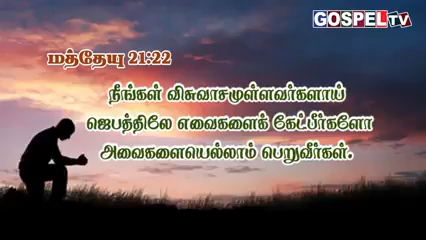 GOSPEL TV
மத்தேயு 21:22
நீங்கள் விசுவாசமுள்ளவர்களாய்
ஜெபத்திலே எவைகளைக் கேட்பீர்களோ
அவைகளையெல்லாம் பெறுவீர்கள்.